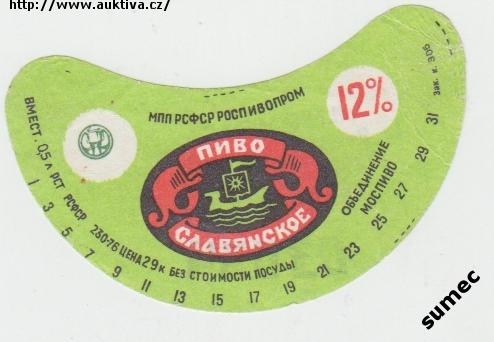 http://www.auktiva.cz/
МПП РСФСР РОСПИВОПРОМ
12%
зак. к. 306
ПИВО
СЛАВЯНСКОЕ
ОБЪЕДИНЕНИЕ
МОСПИВО
ВМЕСТ. 0,5 л РСТ РСФСР 230-76 ЦЕНА 29 к БЕЗ СТОИМОСТИ ПОСУДЫ
1 3 5 7 9 11 13 15 17 19 21 23 25 27 29 31
sumec